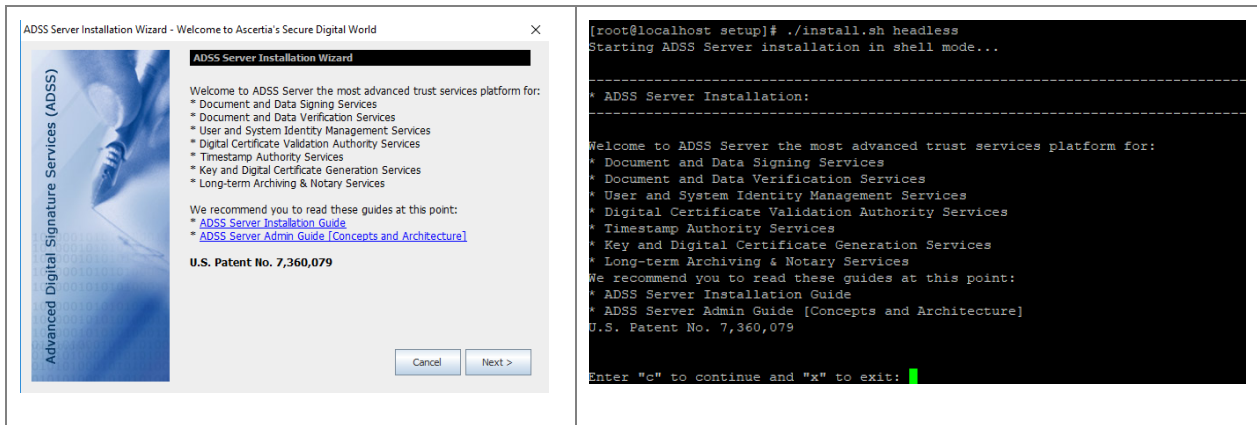 ADSS Server Installation Wizard - Welcome to Ascertia's Secure Digital World
Advanced Digital Signature Services (ADSS)
ADSS Server Installation Wizard
Welcome to ADSS Server the most advanced trust services platform for:
* Document and Data Signing Services
* Document and Data Verification Services
* User and System Identity Management Services
* Digital Certificate Validation Authority Services
* Timestamp Authority Services
* Key and Digital Certificate Generation Services
* Long-term Archiving & Notary Services
We recommend you to read these guides at this point:
* ADSS Server Installation Guide
* ADSS Server Admin Guide [Concepts and Architecture]
U.S. Patent No. 7,360,079
Cancel
Next >
[root@localhost setup]# ./install.sh headless
Starting ADSS Server installation in shell mode...
--------------------------------------------------------------------------------
* ADSS Server Installation:
--------------------------------------------------------------------------------
Welcome to ADSS Server the most advanced trust services platform for:
* Document and Data Signing Services
* Document and Data Verification Services
* User and System Identity Management Services
* Digital Certificate Validation Authority Services
* Timestamp Authority Services
* Key and Digital Certificate Generation Services
* Long-term Archiving & Notary Services
We recommend you to read these guides at this point:
* ADSS Server Installation Guide
* ADSS Server Admin Guide [Concepts and Architecture]
U.S. Patent No. 7,360,079
Enter "c" to continue and "x" to exit: